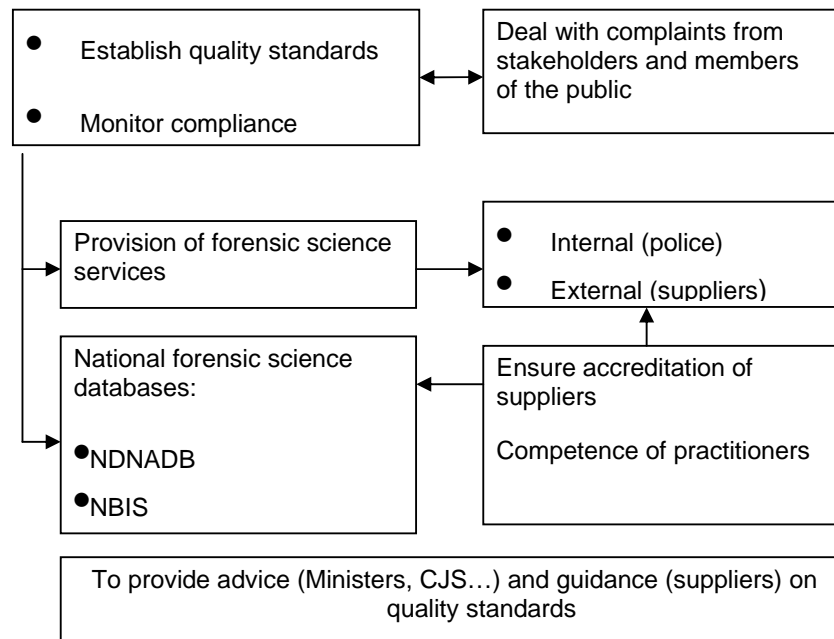 ● Establish quality standards
● Monitor compliance
Deal with complaints from
stakeholders and members
of the public
Provision of forensic science
services
● Internal (police)
● External (suppliers)
National forensic science
databases:
●NDNADB
●NBIS
Ensure accreditation of
suppliers
Competence of practitioners
To provide advice (Ministers, CJS…) and guidance (suppliers) on
quality standards